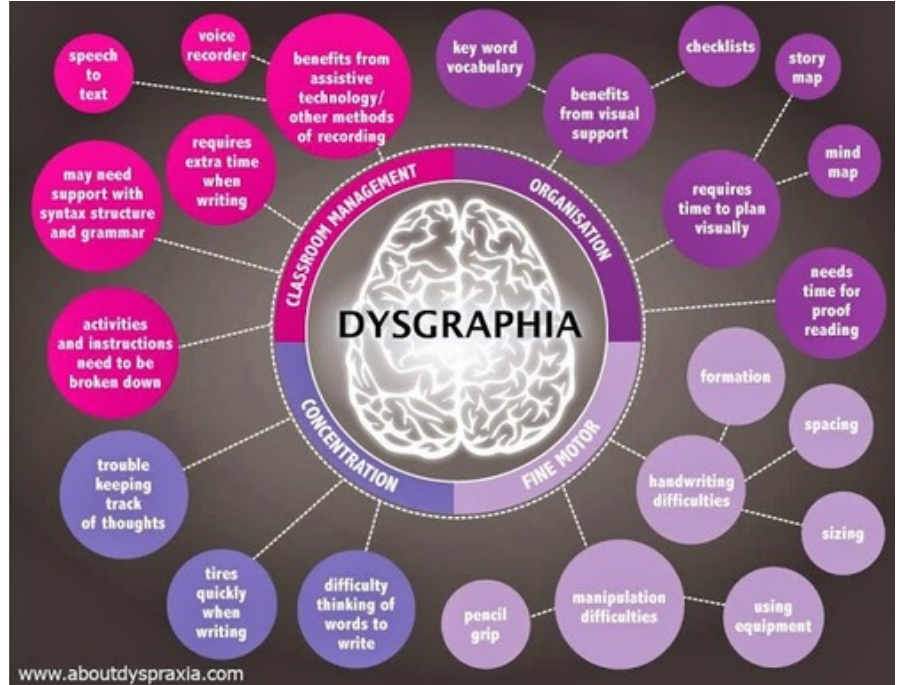 voice
recorder
speech
to
text
benefits from
assistive
technology/
other methods
of recording
requires
extra time
when
writing
may need
support with
syntax structure
and grammar
activities
and instructions
need to be
broken down
key word
vocabulary
checklists
benefits
from visual
support
story
map
mind
map
requires
time to plan
visually
needs
time for
proof
reading
CLASSROOM MANAGEMENT
ORGANISATION
DYSGRAPHIA
CONCENTRATION
FINE MOTOR
formation
spacing
handwriting
difficulties
sizing
manipulation
difficulties
pencil
grip
using
equipment
trouble
keeping
track
of thoughts
tires
quickly
when
writing
difficulty
thinking of
words to
write
www.aboutdyspraxia.com